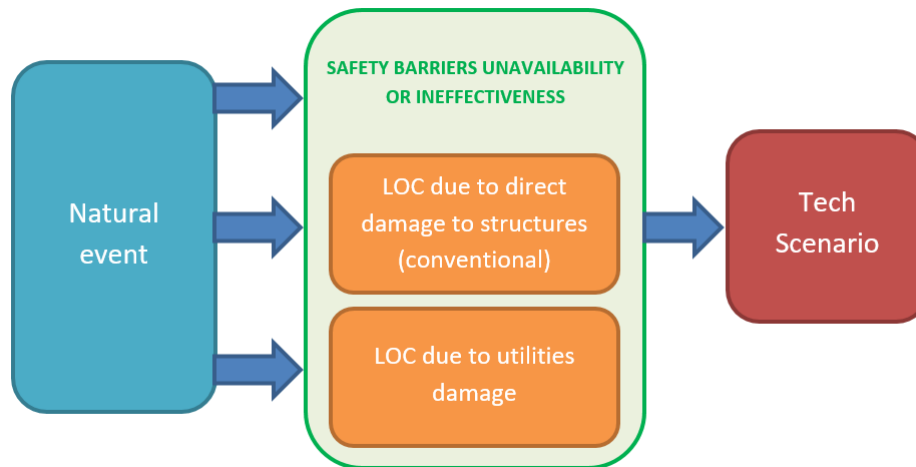 Natural
event
SAFETY BARRIERS UNAVAILABILITY
OR INEFFECTIVENESS
LOC due to direct
damage to structures
(conventional)
LOC due to utilities
damage
Tech
Scenario